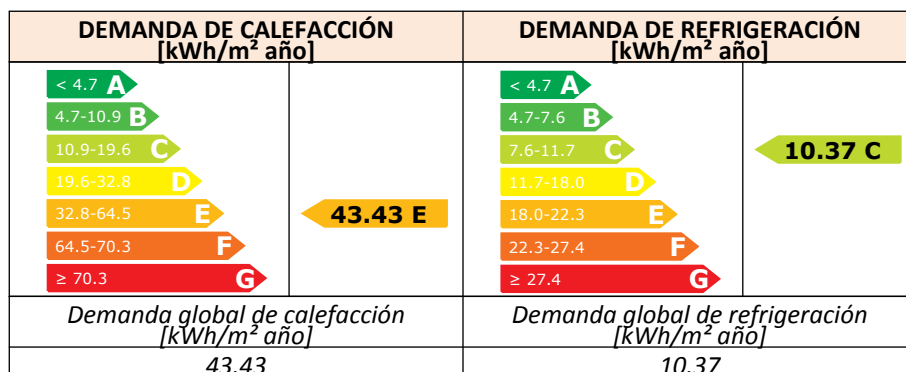 DEMANDA DE CALEFACCIÓN
[kWh/m² año]
DEMANDA DE REFRIGERACIÓN
[kWh/m² año]
< 4.7 A
4.7-10.9 B
10.9-19.6 C
19.6-32.8 D
32.8-64.5 E
64.5-70.3 F
≥ 70.3 G
43.43 E
< 4.7 A
4.7-7.6 B
7.6-11.7 C
11.7-18.0 D
18.0-22.3 E
22.3-27.4 F
≥ 27.4 G
10.37 C
Demanda global de calefacción
[kWh/m² año]
Demanda global de refrigeración
[kWh/m² año]
43.43
10.37